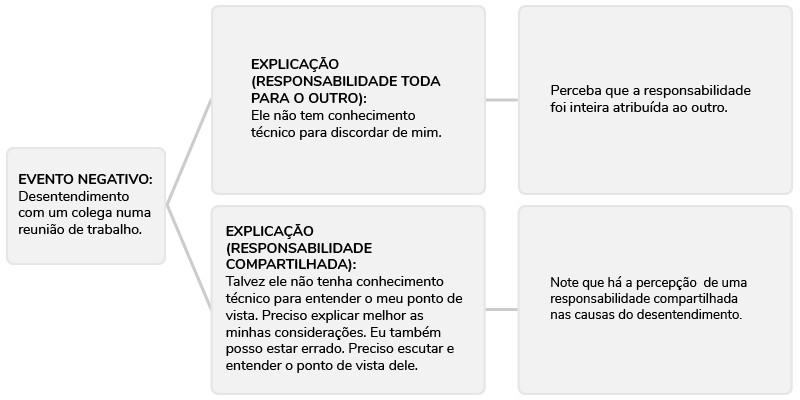 EVENTO NEGATIVO:
Desentendimento
com um colega numa
reunião de trabalho.
EXPLICAÇÃO
(RESPONSABILIDADE TODA
PARA O OUTRO):
Ele não tem conhecimento
técnico para discordar de mim.
Perceba que a responsabilidade
foi inteira atribuída ao outro.
EXPLICAÇÃO
(RESPONSABILIDADE
COMPARTILHADA):
Talvez ele não tenha conhecimento
técnico para entender o meu ponto de
vista. Preciso explicar melhor as
minhas considerações. Eu também
posso estar errado. Preciso escutar e
entender o ponto de vista dele.
Note que há a percepção de uma
responsabilidade compartilhada
nas causas do desentendimento.